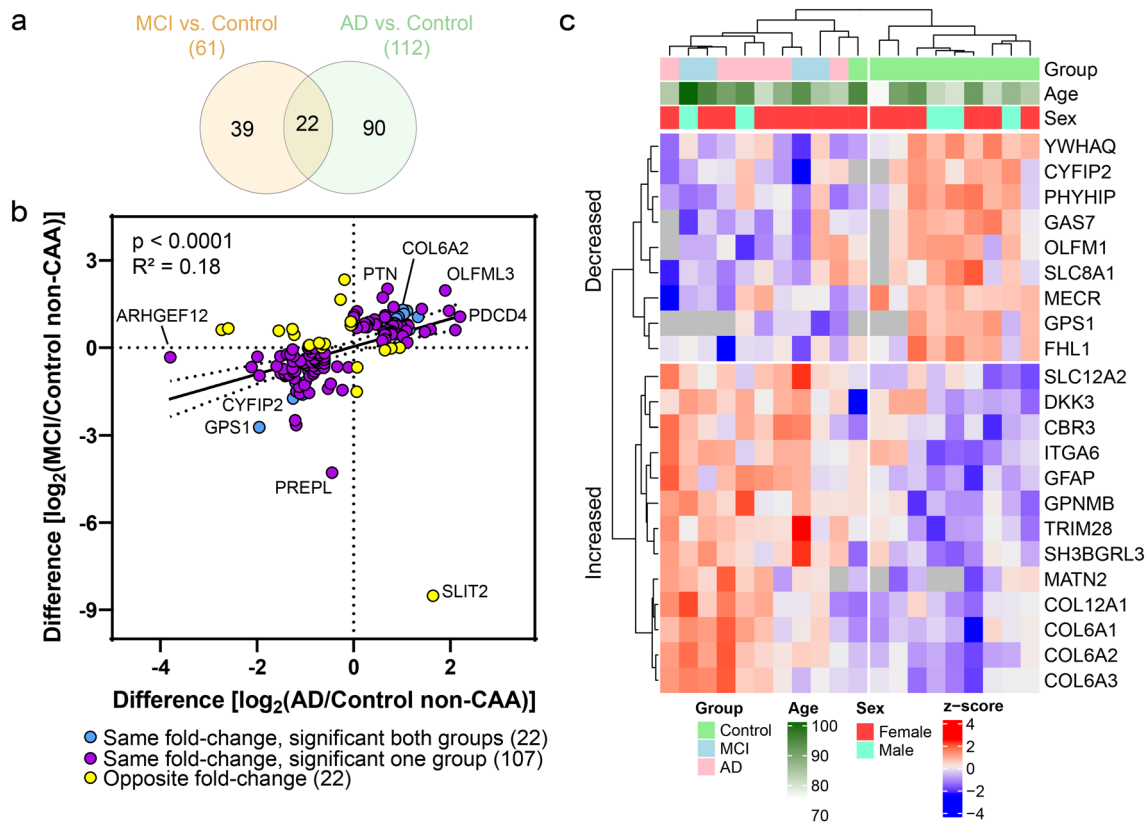 a
MCI vs. Control
(61)
AD vs. Control
(112)
39
22
90
b
Difference [log2(MCI/Control non-CAA)]
3
0
-3
-6
-9
p < 0.0001
R² = 0.18
COL6A2
PTN
OLFML3
ARHGEF12
PDCD4
CYFIP2
GPS1
PREPL
SLIT2
-4
-2
0
2
Difference [log2(AD/Control non-CAA)]
Same fold-change, significant both groups (22)
Same fold-change, significant one group (107)
Opposite fold-change (22)
c
Group
Age
Sex
Decreased
YWHAQ
CYFIP2
PHYHIP
GAS7
OLFM1
SLC8A1
MECR
GPS1
FHL1
Increased
SLC12A2
DKK3
CBR3
ITGA6
GFAP
GPNMB
TRIM28
SH3BGRL3
MATN2
COL12A1
COL6A1
COL6A2
COL6A3
Group
Control
MCI
AD
Age
100
90
80
70
Sex
Female
Male
z−score
4
2
0
−2
−4